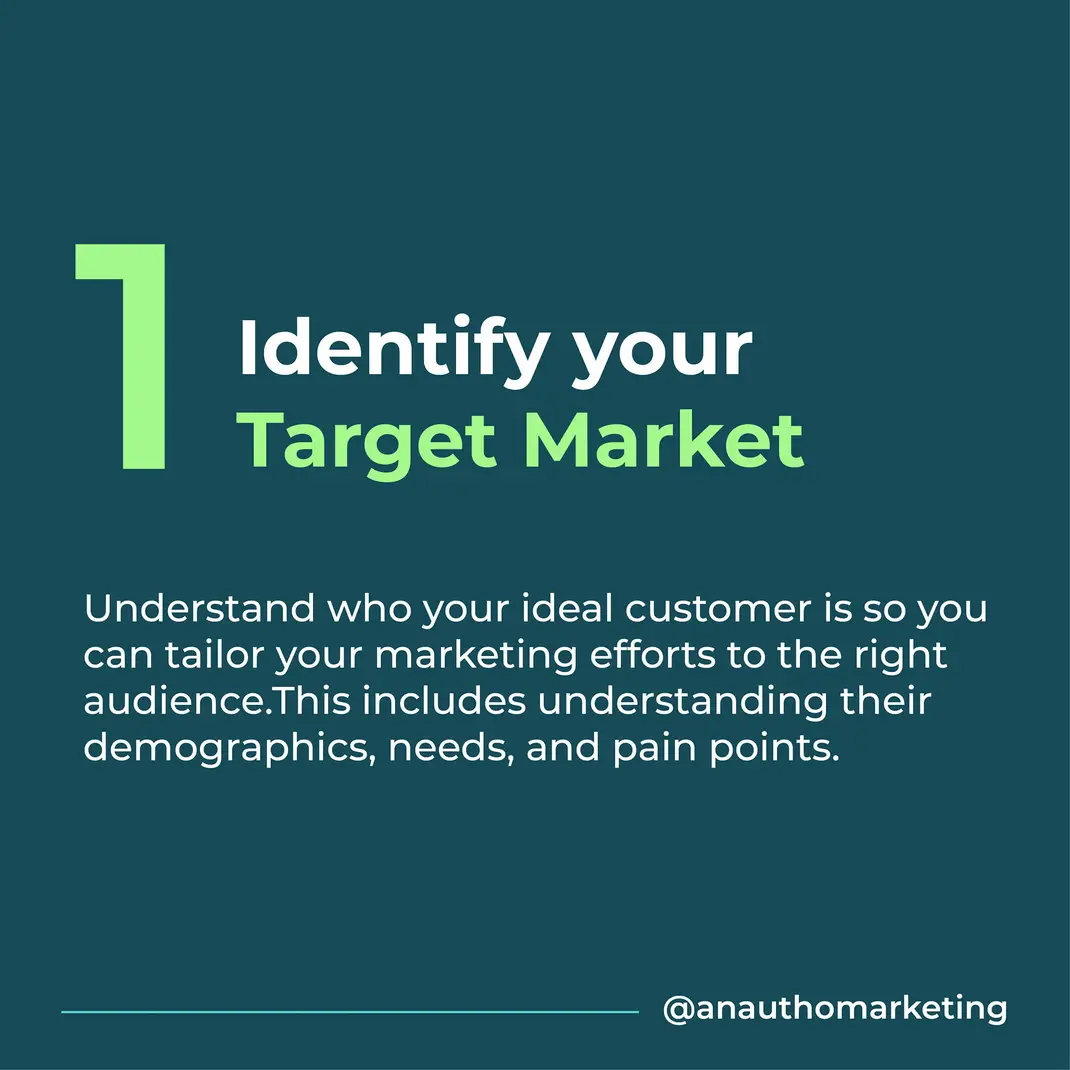 1
Identify your
Target Market
Understand who your ideal customer is so you
can tailor your marketing efforts to the right
audience.This includes understanding their
demographics, needs, and pain points.
@anauthomarketing